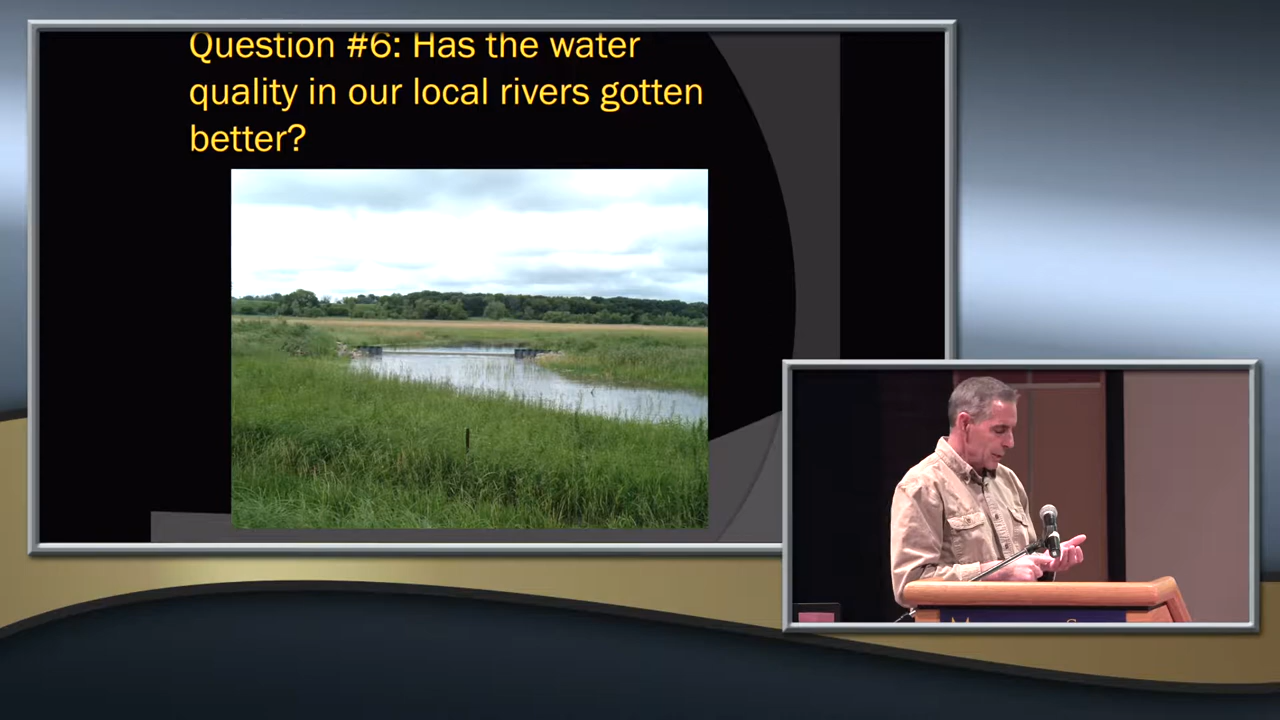 Question #6: Has the water
quality in our local rivers gotten
better?